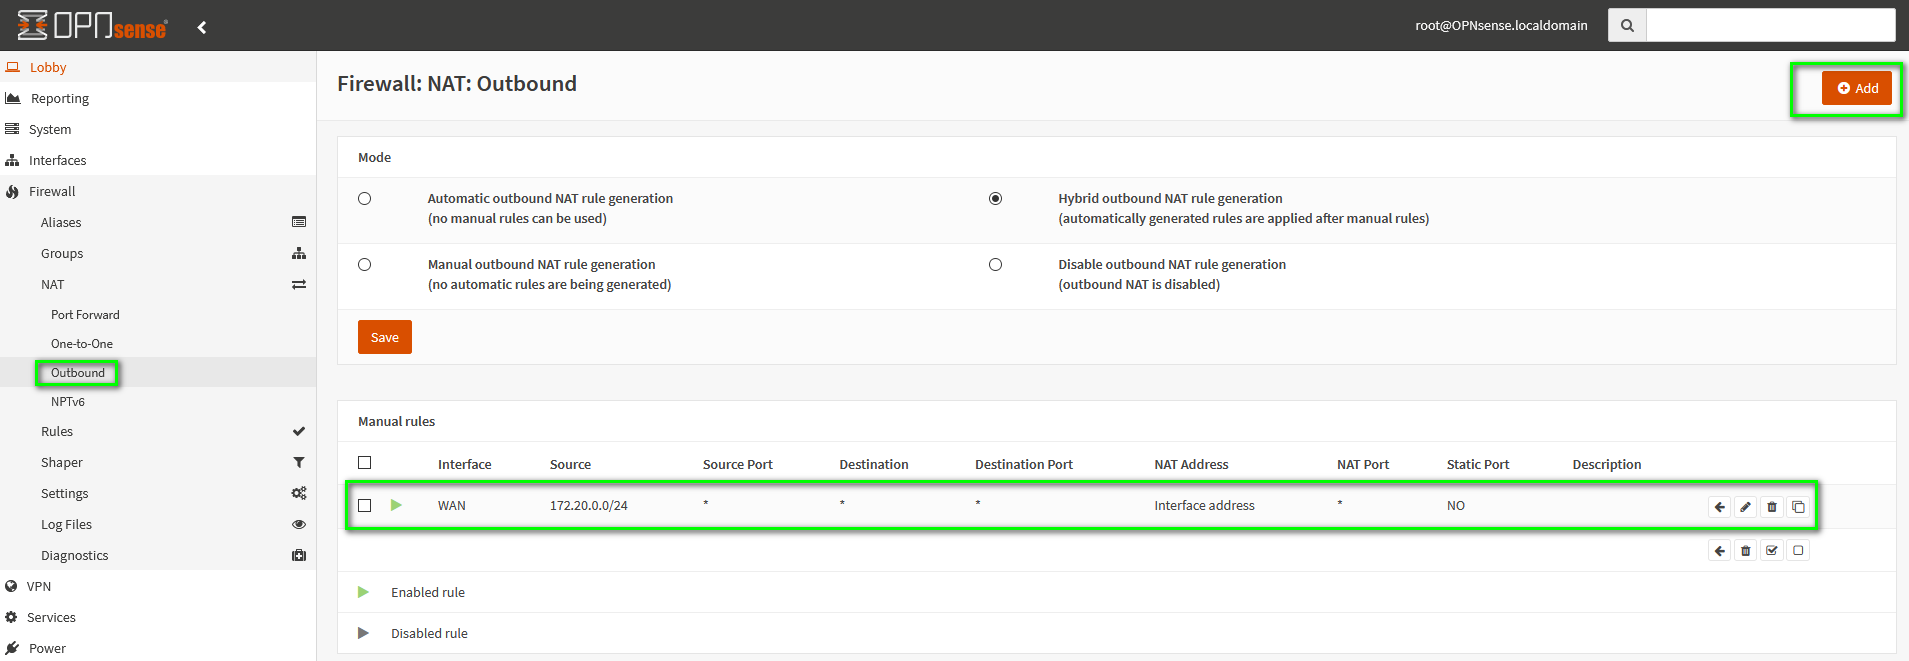 OPNsense
root@OPNsense.localdomain
Lobby
Reporting
System
Interfaces
Firewall
Aliases
Groups
NAT
Port Forward
One-to-One
Outbound
NPTv6
Rules
Shaper
Settings
Log Files
Diagnostics
VPN
Services
Power
Firewall: NAT: Outbound
Add
Mode
Automatic outbound NAT rule generation
(no manual rules can be used)
Hybrid outbound NAT rule generation
(automatically generated rules are applied after manual rules)
Manual outbound NAT rule generation
(no automatic rules are being generated)
Disable outbound NAT rule generation
(outbound NAT is disabled)
Save
Manual rules
Interface Source Source Port Destination Destination Port NAT Address NAT Port Static Port Description
WAN 172.20.0.0/24 * * * Interface address * NO
Enabled rule
Disabled rule